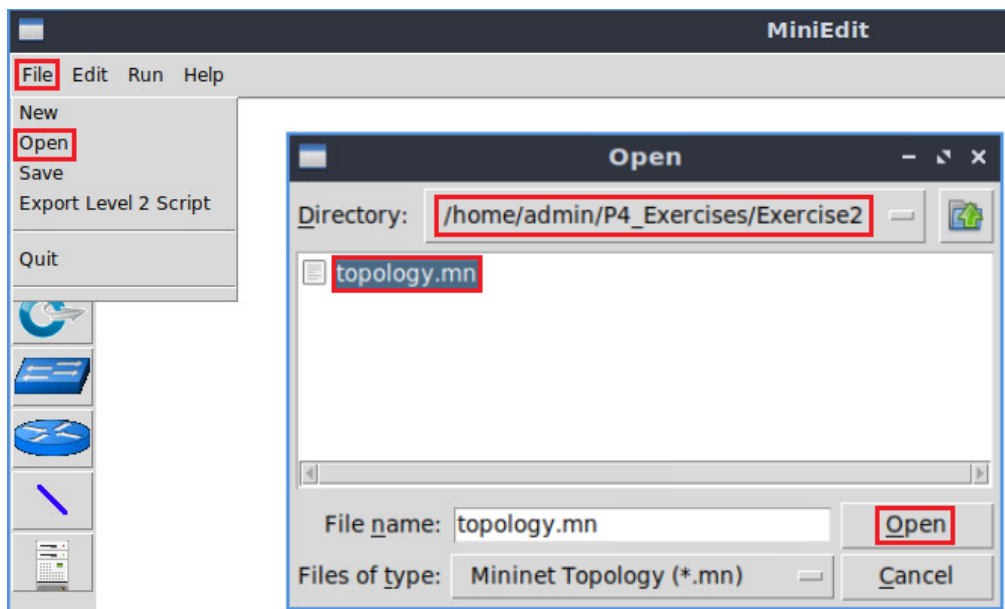 MiniEdit
File Edit Run Help
New
Open
Save
Export Level 2 Script
Quit
Open
Directory: /home/admin/P4_Exercises/Exercise2
topology.mn
File name: topology.mn Open
Files of type: Mininet Topology (*.mn) Cancel